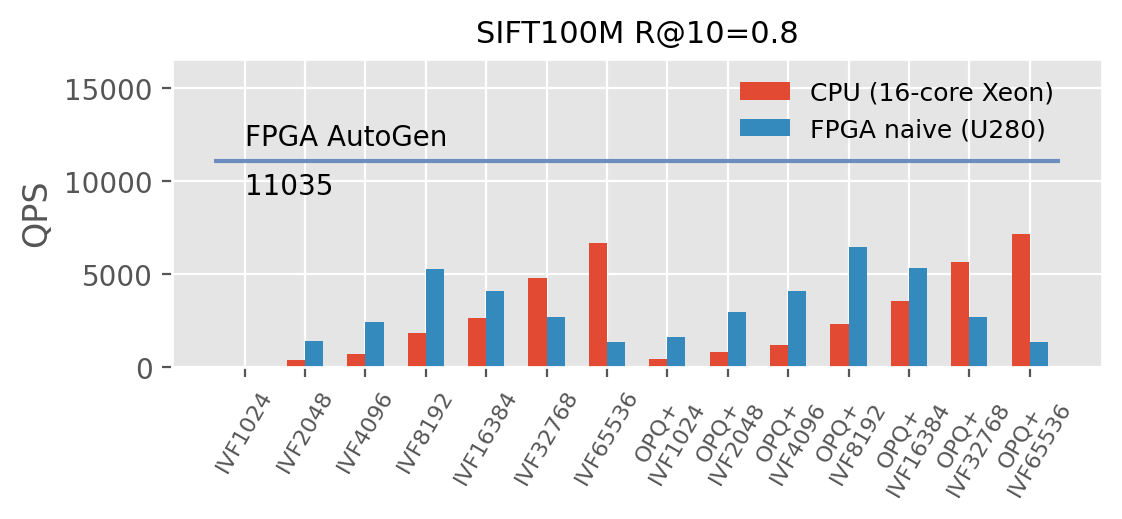 SIFT100M R@10=0.8
QPS
15000
10000
5000
0
CPU (16-core Xeon)
FPGA naive (U280)
FPGA AutoGen
11035
IVF1024
IVF2048
IVF4096
IVF8192
IVF16384
IVF32768
IVF65536
OPQ+
IVF1024
OPQ+
IVF2048
OPQ+
IVF4096
OPQ+
IVF8192
OPQ+
IVF16384
OPQ+
IVF32768
OPQ+
IVF65536